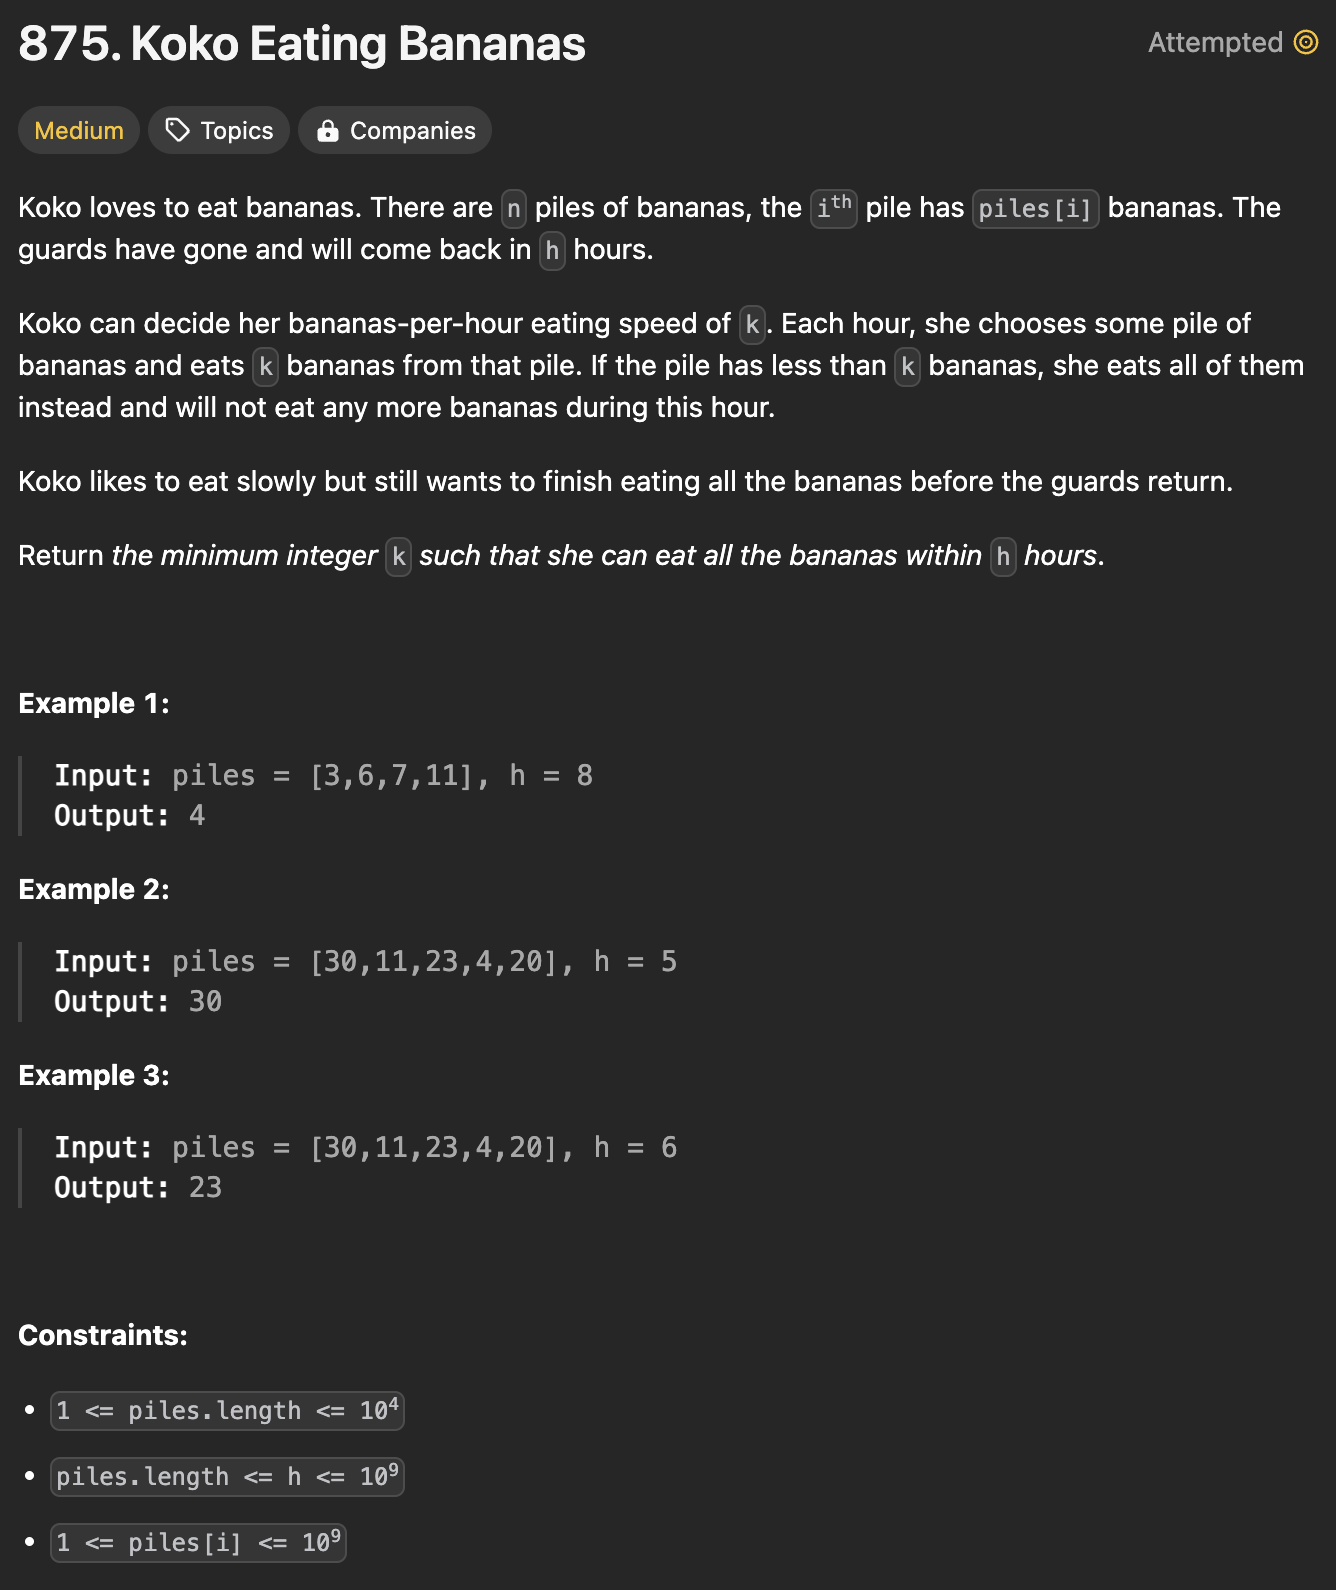 875. Koko Eating Bananas
Attempted
Medium
Topics
Companies
Koko loves to eat bananas. There are n piles of bananas, the iᵗʰ pile has piles[i] bananas. The
guards have gone and will come back in h hours.
Koko can decide her bananas-per-hour eating speed of k. Each hour, she chooses some pile of
bananas and eats k bananas from that pile. If the pile has less than k bananas, she eats all of them
instead and will not eat any more bananas during this hour.
Koko likes to eat slowly but still wants to finish eating all the bananas before the guards return.
Return the minimum integer k such that she can eat all the bananas within h hours.
Example 1:
Input: piles = [3,6,7,11], h = 8
Output: 4
Example 2:
Input: piles = [30,11,23,4,20], h = 5
Output: 30
Example 3:
Input: piles = [30,11,23,4,20], h = 6
Output: 23
Constraints:
• 1 <= piles.length <= 10⁴
• piles.length <= h <= 10⁹
• 1 <= piles[i] <= 10⁹